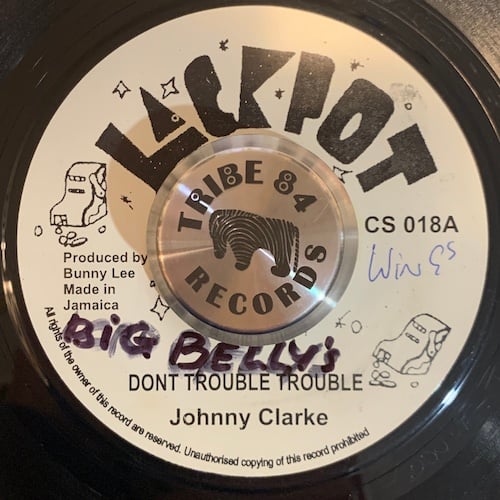 JACKPOT
TRIBE 84
RECORDS
CS 018A
WINGS
Produced by
Bunny Lee
Made in
Jamaica
BiG BELLY's
DONT TROUBLE TROUBLE
Johnny Clarke
All rights of the owner of this record are reserved. Unauthorised copying of this record prohibited